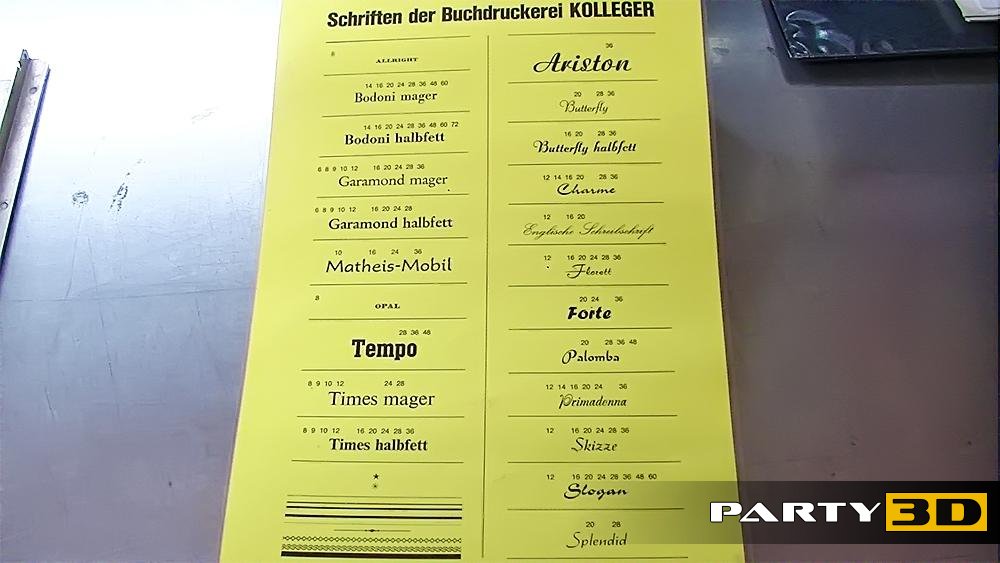 Schriften der Buchdruckerei KOLLEGER
8
ALLRIGHT
14 16 20 24 28 36 48 60
Bodoni mager
14 16 20 24 28 36 48 60 72
Bodoni halbfett
6 8 9 10 12 16 20 24 28 36
Garamond mager
6 8 9 10 12 16 20 24 28
Garamond halbfett
10 16 24 36
Matheis-Mobil
8
OPAL
28 36 48
Tempo
8 9 10 12 24 28
Times mager
8 9 10 12 16 20 24 28 36
Times halbfett
36
Ariston
20 28 36
Butterfly
16 20 28 36
Butterfly halbfett
12 14 16 20 28 36
Charme
12 16 20
Englische Schreibschrift
12 16 20 24 28 36
Florett
20 24 36
Forte
20 28 36 48
Palomba
12 14 16 20 24 36
Primadonna
12 16 20 24 28 36
Skizze
12 16 20 24 28 36 48 60
Slogan
20 28
Splendid
PARTY 3D